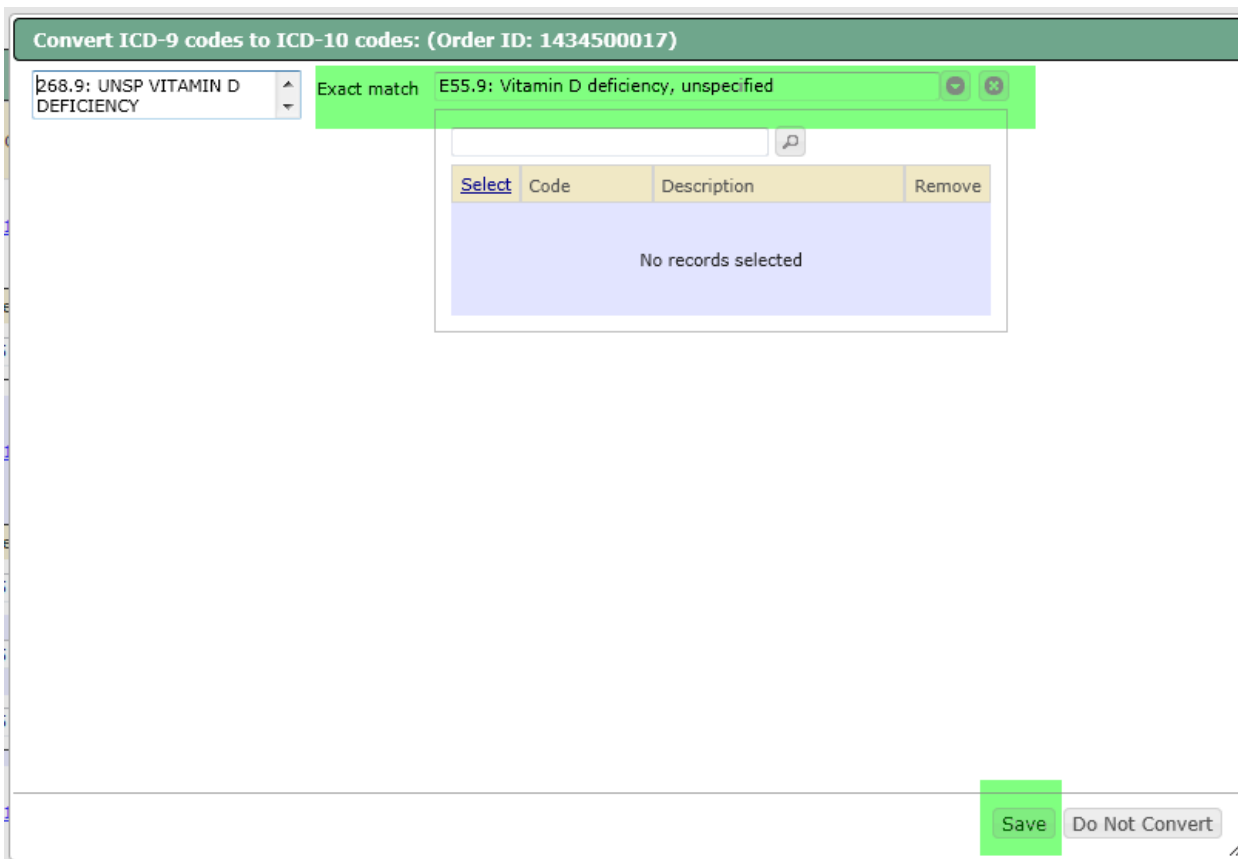 Convert ICD-9 codes to ICD-10 codes: (Order ID: 1434500017)
268.9: UNSP VITAMIN D
DEFICIENCY
Exact match
E55.9: Vitamin D deficiency, unspecified
Select Code Description Remove
No records selected
Save Do Not Convert